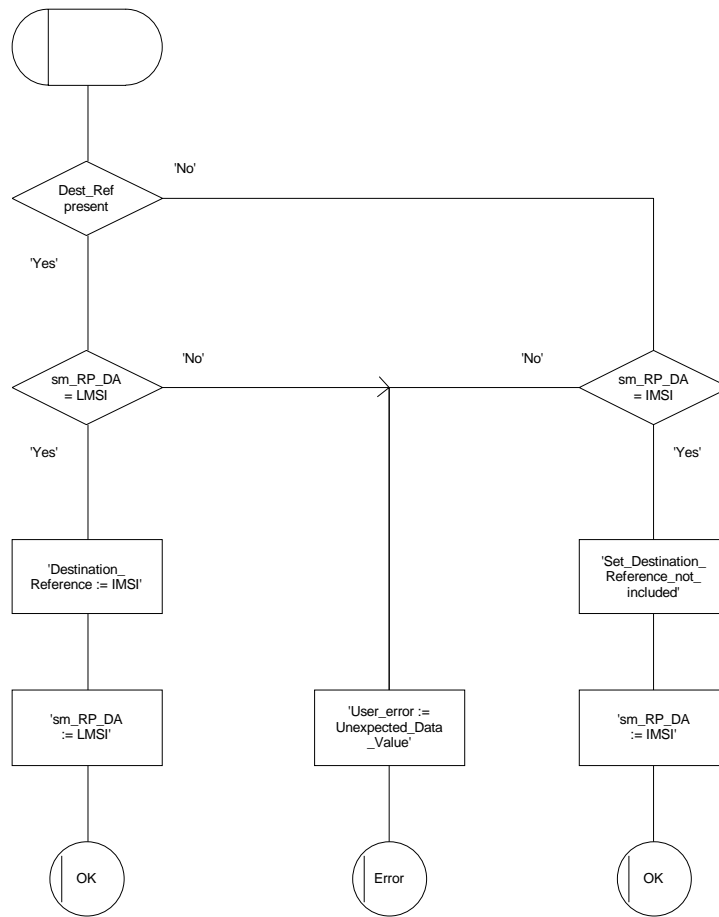 'No'
Dest_Ref
present
'Yes'
'No'
'No'
sm_RP_DA
= LMSI
sm_RP_DA
= IMSI
'Yes'
'Yes'
'Destination_
Reference := IMSI'
'Set_Destination_
Reference_not_
included'
'sm_RP_DA
:= LMSI'
'User_error :=
Unexpected_Data
_Value'
'sm_RP_DA
:= IMSI'
OK
Error
OK